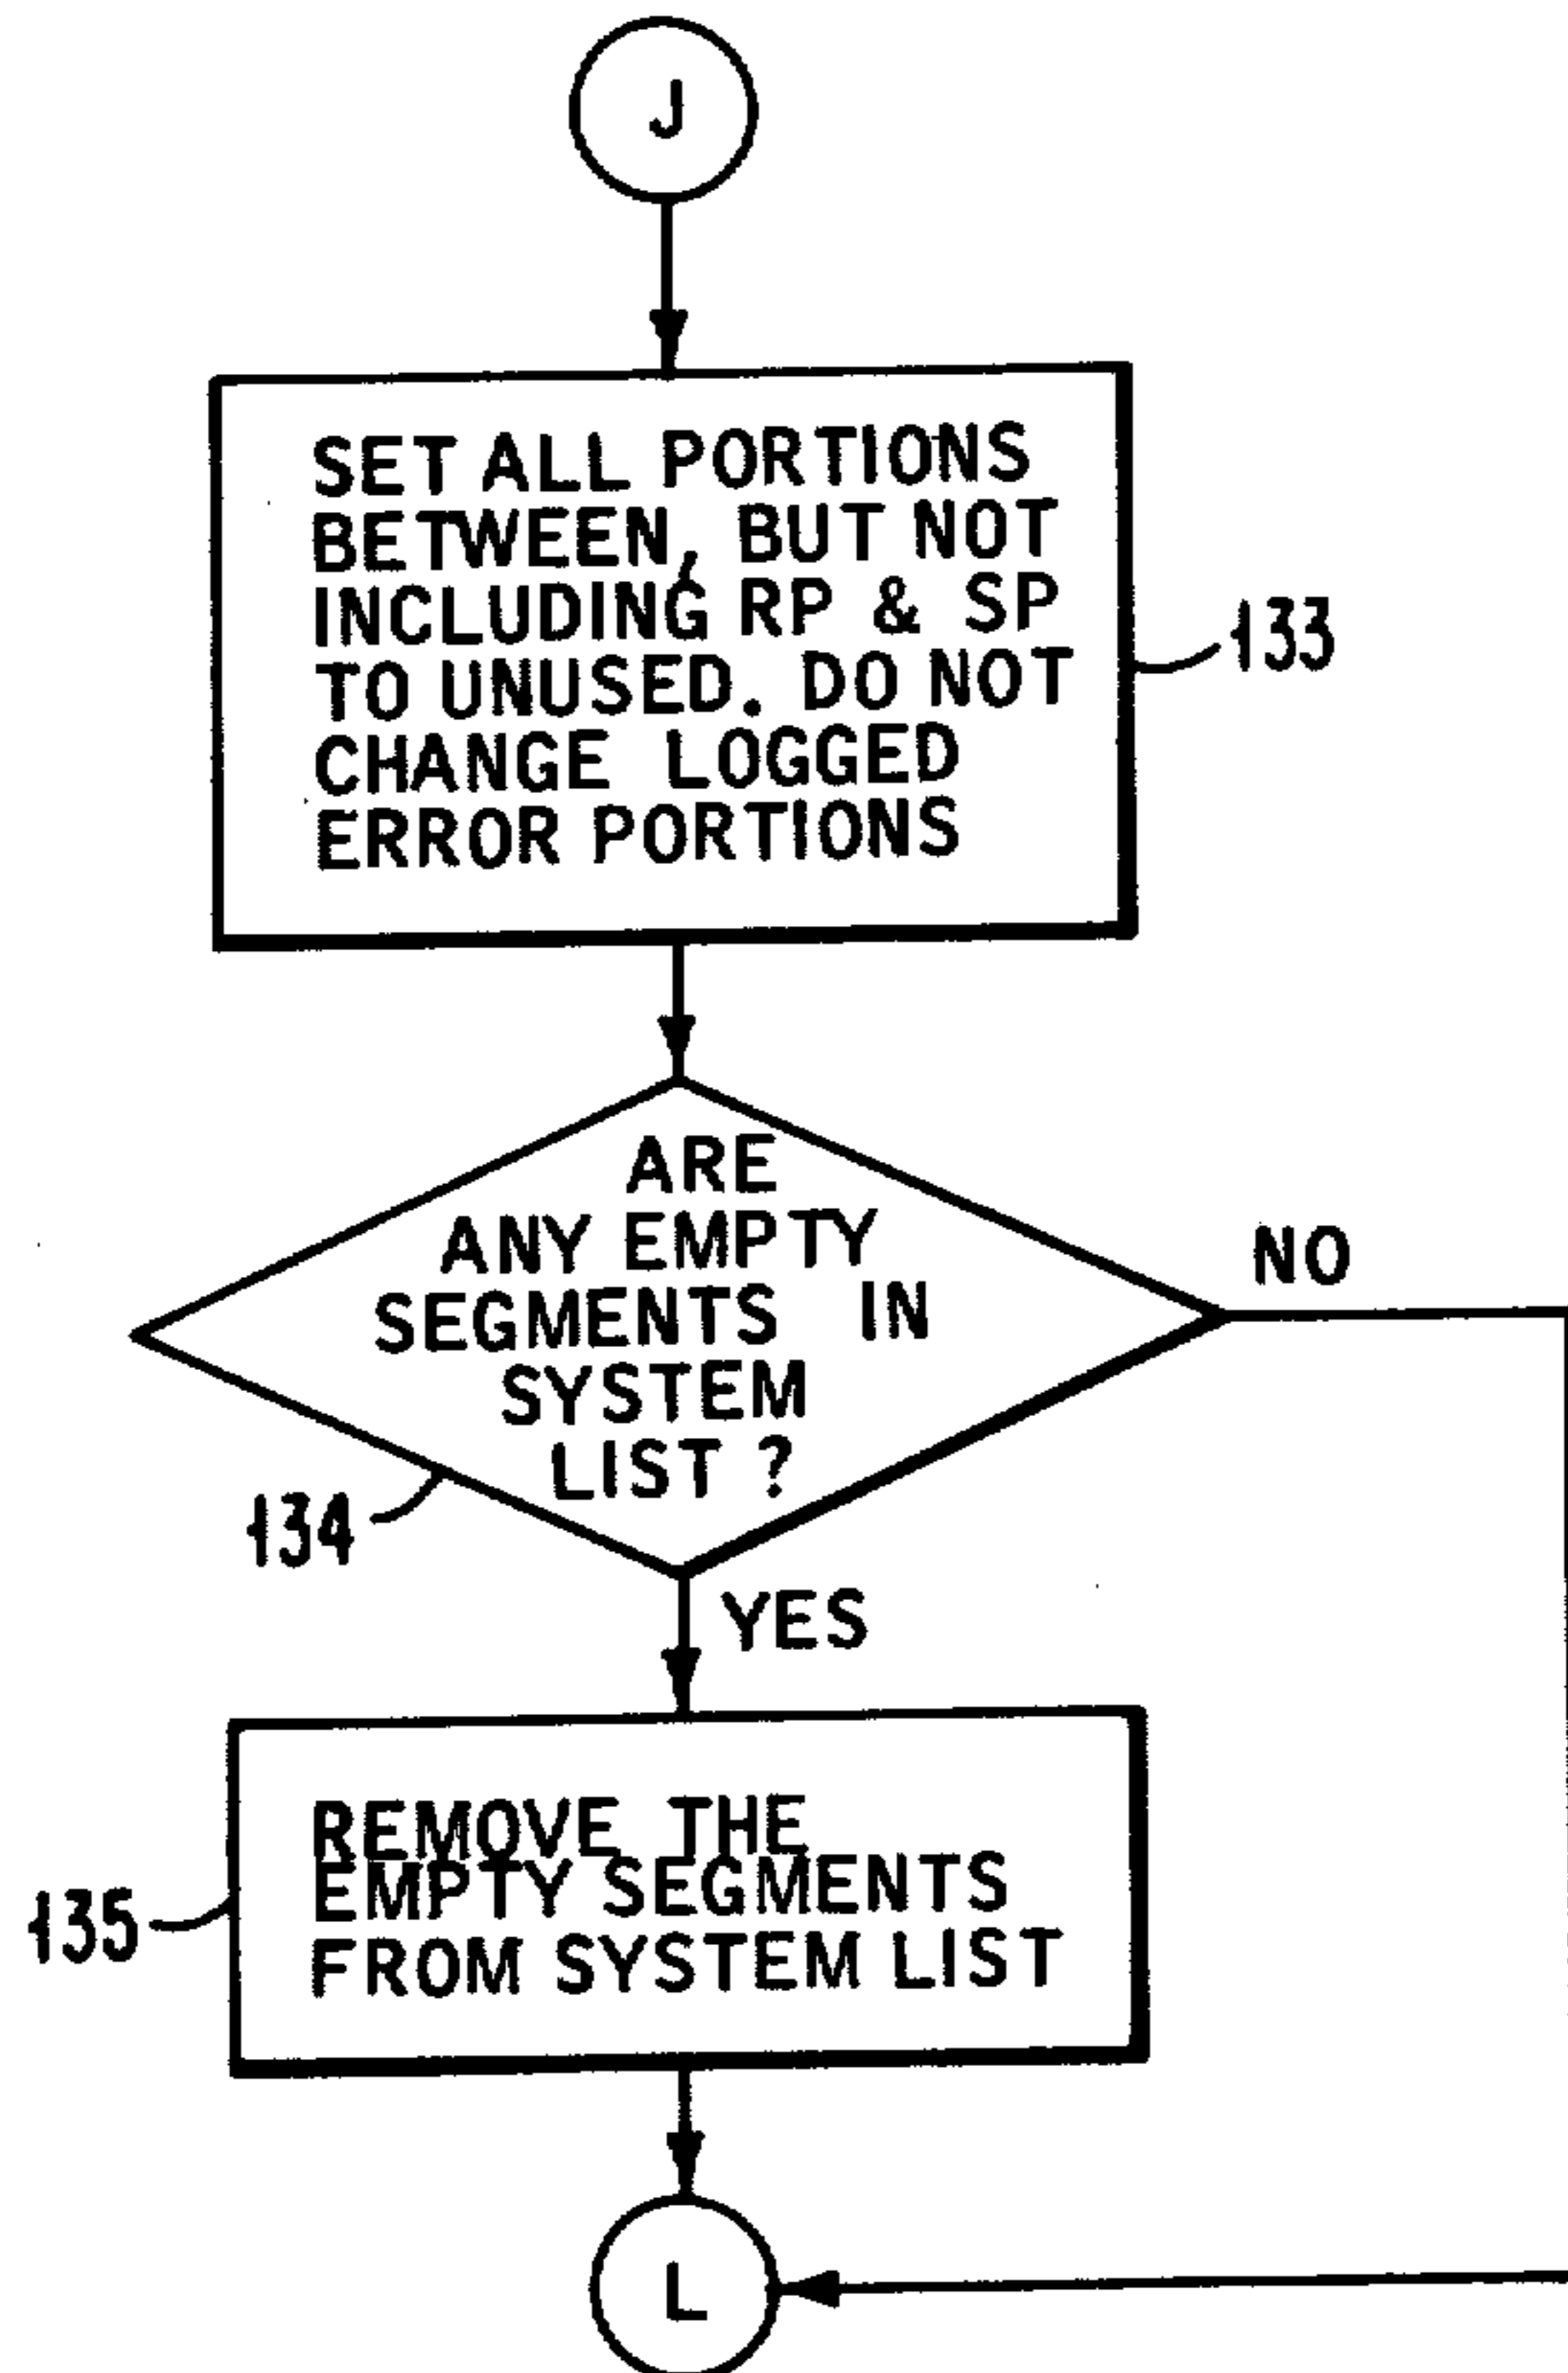 J
SET ALL PORTIONS
BETWEEN, BUT NOT
INCLUDING RP & SP
TO UNUSED. DO NOT
CHANGE LOGGED
ERROR PORTIONS
133
ARE
ANY EMPTY
SEGMENTS IN
SYSTEM
LIST ?
NO
134
YES
REMOVE THE
EMPTY SEGMENTS
FROM SYSTEM LIST
135
L